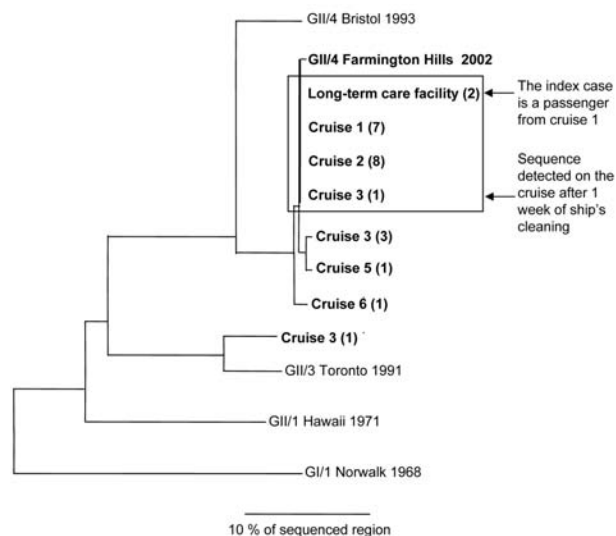 GII/4 Bristol 1993
GII/4 Farmington Hills 2002
Long-term care facility (2)
Cruise 1 (7)
Cruise 2 (8)
Cruise 3 (1)
Cruise 3 (3)
Cruise 5 (1)
Cruise 6 (1)
Cruise 3 (1)
GII/3 Toronto 1991
GII/1 Hawaii 1971
GI/1 Norwalk 1968
10 % of sequenced region
The index case
is a passenger
from cruise 1
Sequence
detected on the
cruise after 1
week of ship's
cleaning